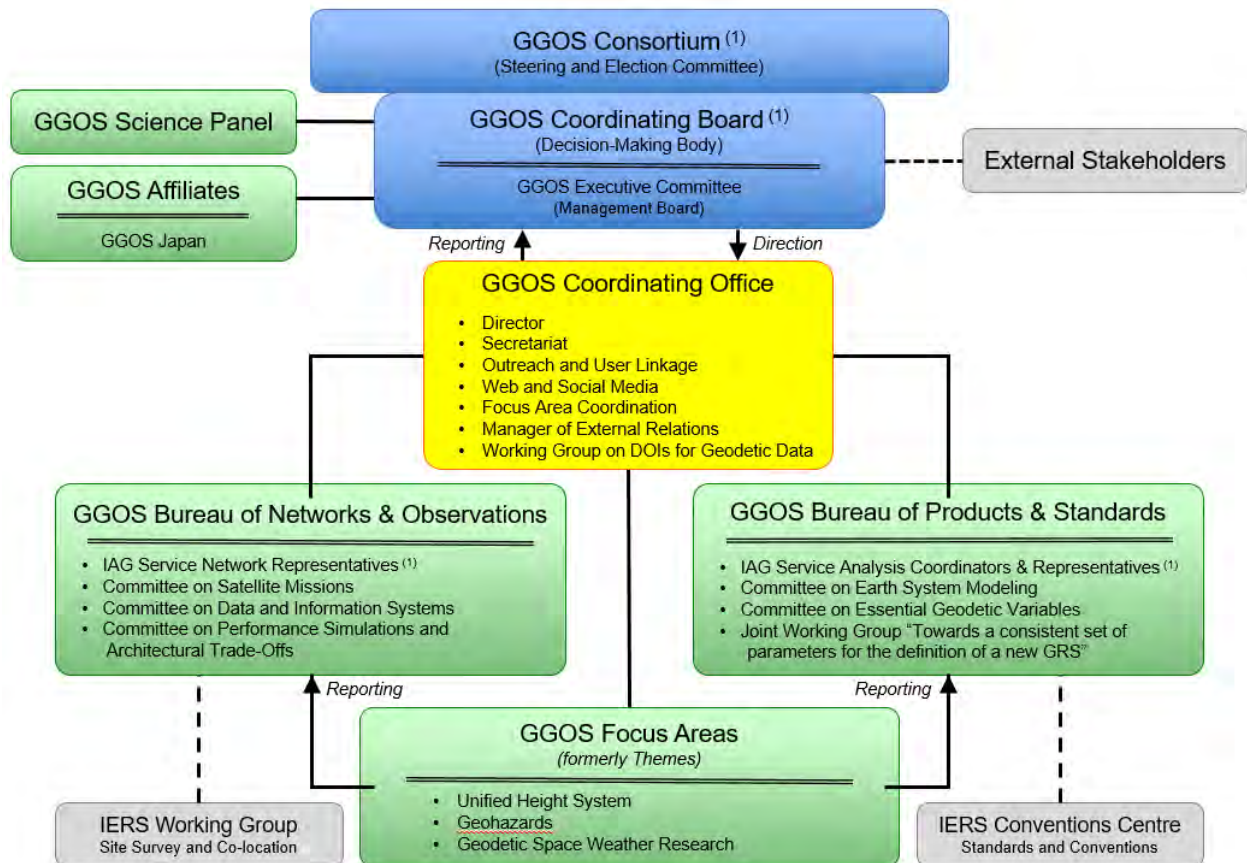 GGOS Consortium (1)
(Steering and Election Committee)
GGOS Science Panel
GGOS Coordinating Board (1)
(Decision-Making Body)
GGOS Executive Committee
(Management Board)
External Stakeholders
GGOS Affiliates
GGOS Japan
Reporting
Direction
GGOS Coordinating Office
• Director
• Secretariat
• Outreach and User Linkage
• Web and Social Media
• Focus Area Coordination
• Manager of External Relations
• Working Group on DOIs for Geodetic Data
GGOS Bureau of Networks & Observations
• IAG Service Network Representatives (1)
• Committee on Satellite Missions
• Committee on Data and Information Systems
• Committee on Performance Simulations and
Architectural Trade-Offs
GGOS Bureau of Products & Standards
• IAG Service Analysis Coordinators & Representatives (1)
• Committee on Earth System Modeling
• Committee on Essential Geodetic Variables
• Joint Working Group “Towards a consistent set of
parameters for the definition of a new GRS”
Reporting
Reporting
GGOS Focus Areas
(formerly Themes)
• Unified Height System
• Geohazards
• Geodetic Space Weather Research
IERS Working Group
Site Survey and Co-location
IERS Conventions Centre
Standards and Conventions